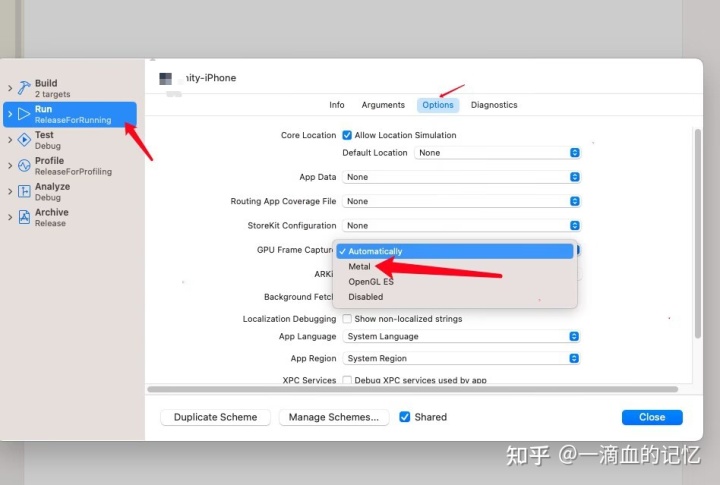 nity-iPhone
Build
2 targets
Run
ReleaseForRunning
Test
Debug
Profile
ReleaseForProfiling
Analyze
Debug
Archive
Release
Info Arguments Options Diagnostics
Core Location Allow Location Simulation
Default Location None
App Data None
Routing App Coverage File None
StoreKit Configuration None
GPU Frame Capture Automatically
Metal
OpenGL ES
Disabled
ARKi
Background Fetch
Localization Debugging Show non-localized strings
App Language System Language
App Region System Region
XPC Services Debug XPC services used by app
Duplicate Scheme Manage Schemes... Shared Close
知乎 @一滴血的记忆